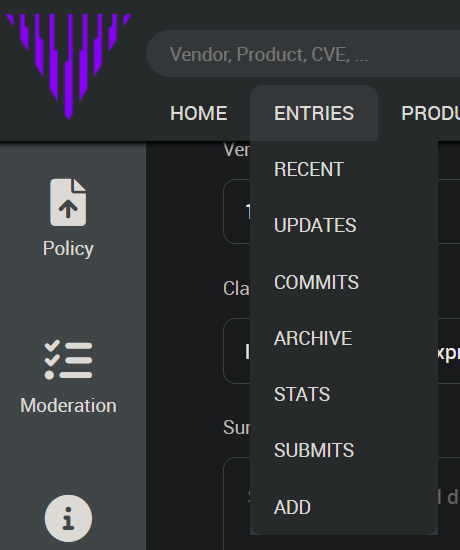 Vendor, Product, CVE, ...
HOME
ENTRIES
PRODU
Ver
RECENT
UPDATES
Policy
COMMITS
Cla
ARCHIVE
xpr
STATS
Moderation
Sur
SUBMITS
d d
ADD